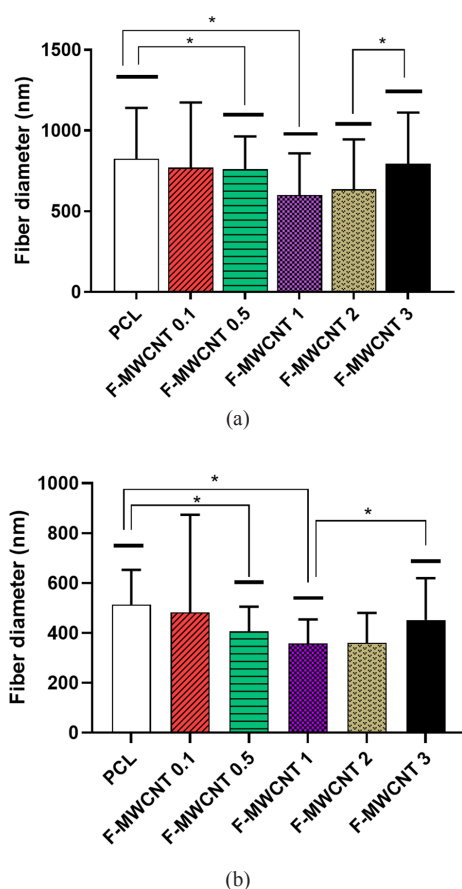 *
*
*
1500
1000
500
0
Fiber diameter (nm)
PCL
F-MWCNT 0.1
F-MWCNT 0.5
F-MWCNT 1
F-MWCNT 2
F-MWCNT 3
(a)
*
*
*
1000
800
600
400
200
0
Fiber diameter (nm)
PCL
F-MWCNT 0.1
F-MWCNT 0.5
F-MWCNT 1
F-MWCNT 2
F-MWCNT 3
(b)